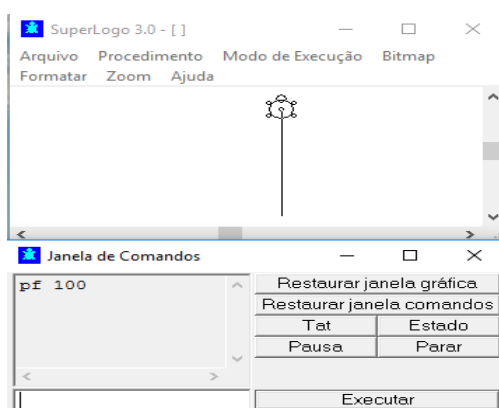 SuperLogo 3.0 - [ ]
Arquivo Procedimento Modo de Execução Bitmap
Formatar Zoom Ajuda
Janela de Comandos
pf 100
Restaurar janela gráfica
Restaurar janela comandos
Tat Estado
Pausa Parar
Executar